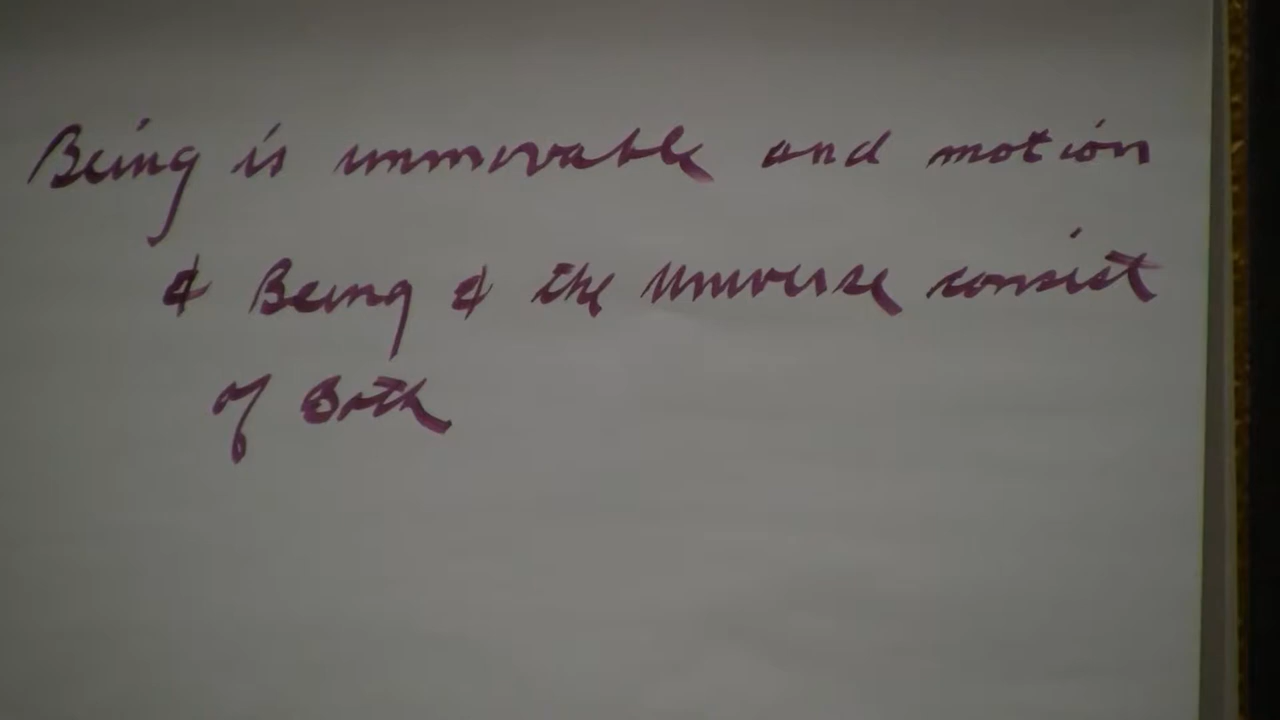 Being is unmovable and motion
& Being & the Universe consist
of Both